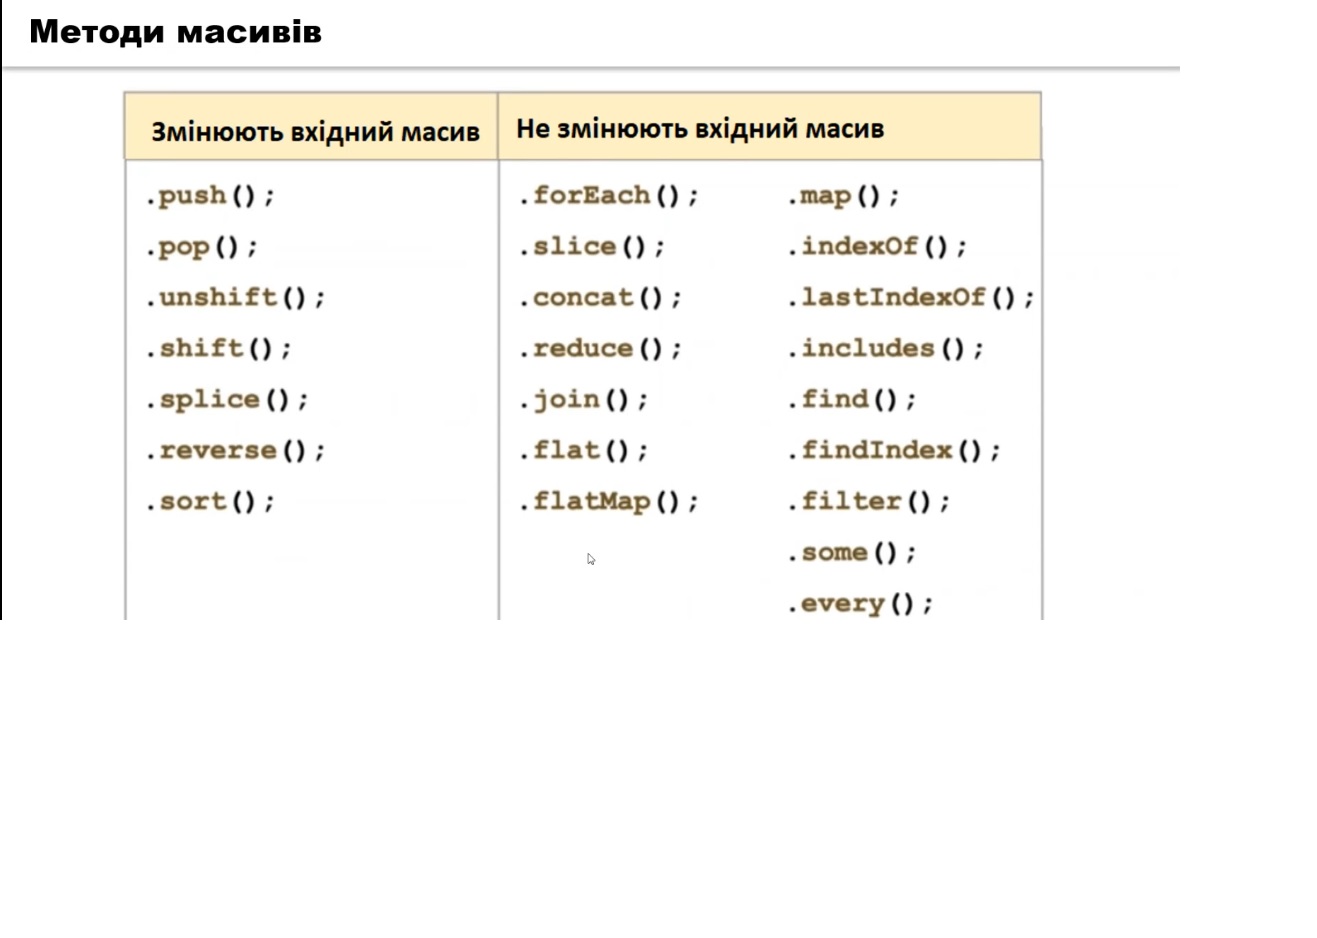 Методи масивів
Змінюють вхідний масив
Не змінюють вхідний масив
.push();
.pop();
.unshift();
.shift();
.splice();
.reverse();
.sort();
.forEach();
.slice();
.concat();
.reduce();
.join();
.flat();
.flatMap();
.map();
.indexOf();
.lastIndexOf();
.includes();
.find();
.findIndex();
.filter();
.some();
.every();